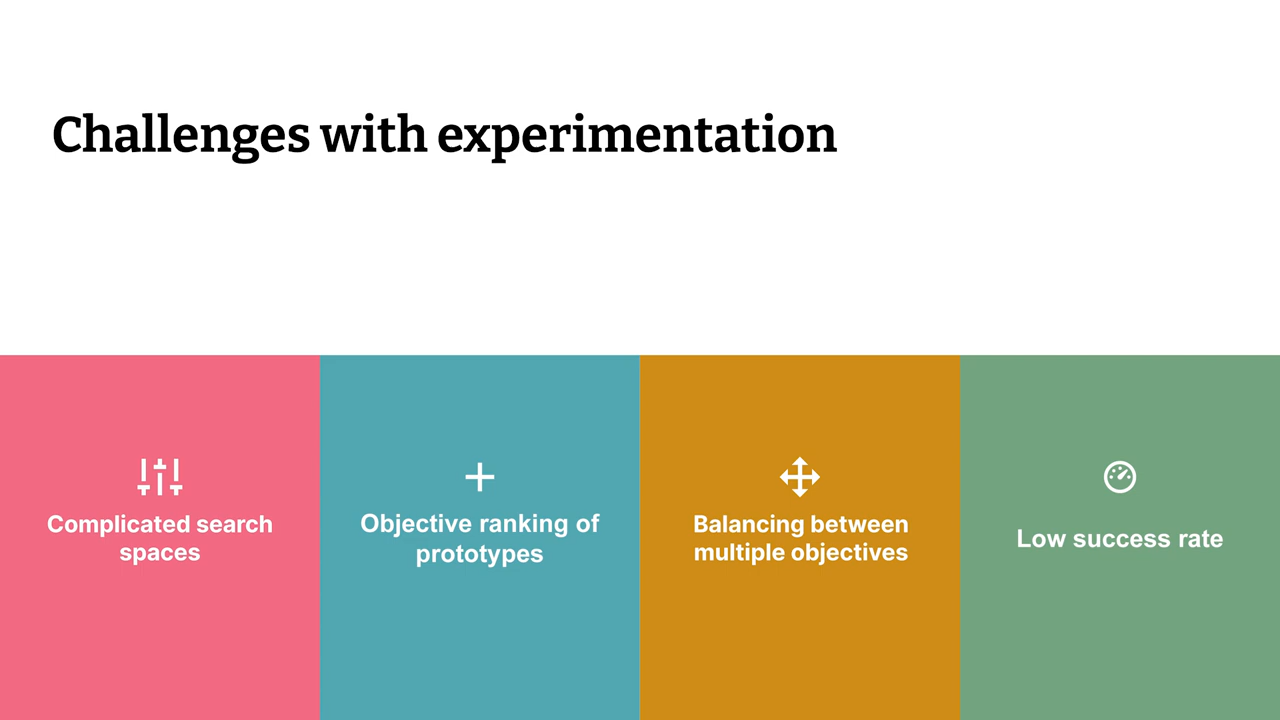 Challenges with experimentation
Complicated search
spaces
Objective ranking of
prototypes
Balancing between
multiple objectives
Low success rate